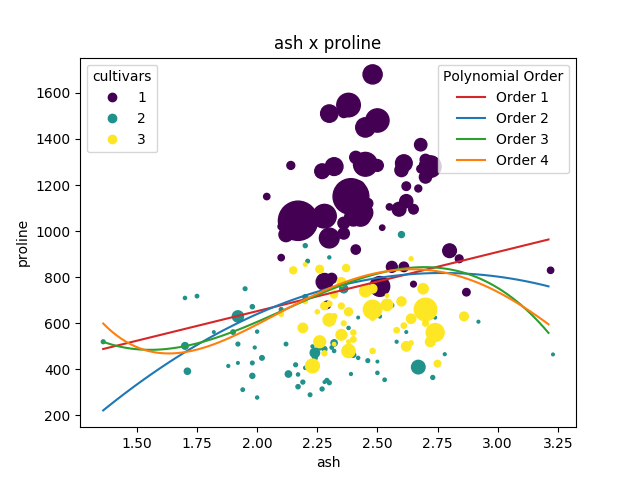 ash x proline
cultivars
1
2
3
Polynomial Order
Order 1
Order 2
Order 3
Order 4
proline
1600
1400
1200
1000
800
600
400
200
1.50
1.75
2.00
2.25
2.50
2.75
3.00
3.25
ash